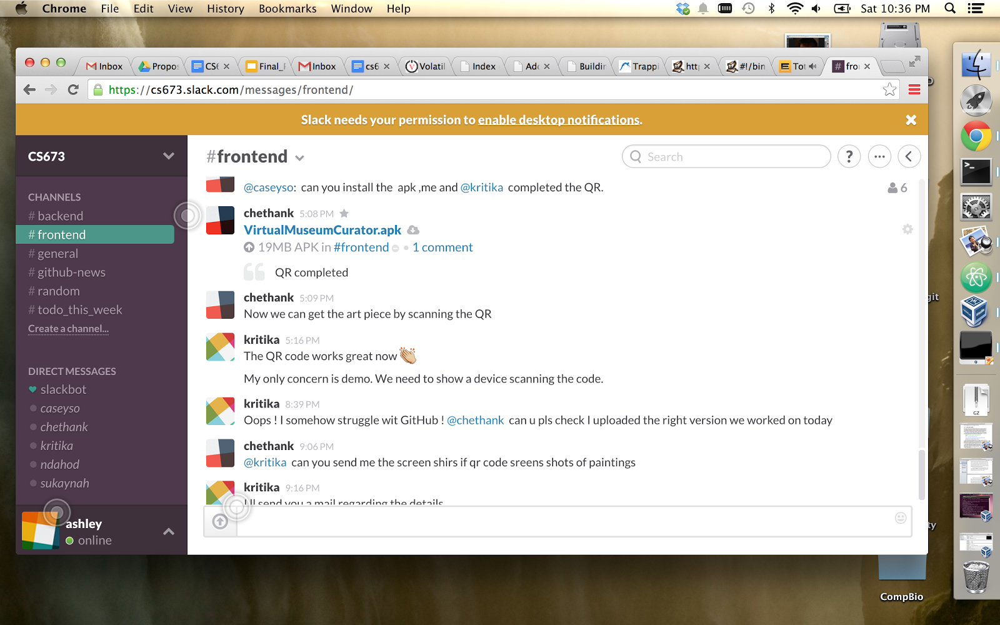 Chrome File Edit View History Bookmarks Window Help Sat 10:36 PM
Inbox Propos CS6 Final_ Inbox cs6 Volatil Index Adc Buildir Trappi htt #!/bin Tot fro
https://cs673.slack.com/messages/frontend/
Slack needs your permission to enable desktop notifications.
CS673
#frontend
Search
?
CHANNELS
# backend
# frontend
# general
# github-news
# random
# todo_this_week
Create a channel...
DIRECT MESSAGES
slackbot
caseyso
chethank
kritika
ndahod
sukaynah
ashley
online
@caseyso: can you install the apk ,me and @kritika completed the QR.
6
chethank 5:08 PM
VirtualMuseumCurator.apk
19MB APK in #frontend • 1 comment
QR completed
chethank 5:09 PM
Now we can get the art piece by scanning the QR
kritika 5:16 PM
The QR code works great now
My only concern is demo. We need to show a device scanning the code.
kritika 8:39 PM
Oops ! I somehow struggle wit GitHub ! @chethank can u pls check I uploaded the right version we worked on today
chethank 9:06 PM
@kritika can you send me the screen shirs if qr code sreens shots of paintings
kritika 9:16 PM
I'll send you a mail regarding the details
git
ty
GZ
CompBio